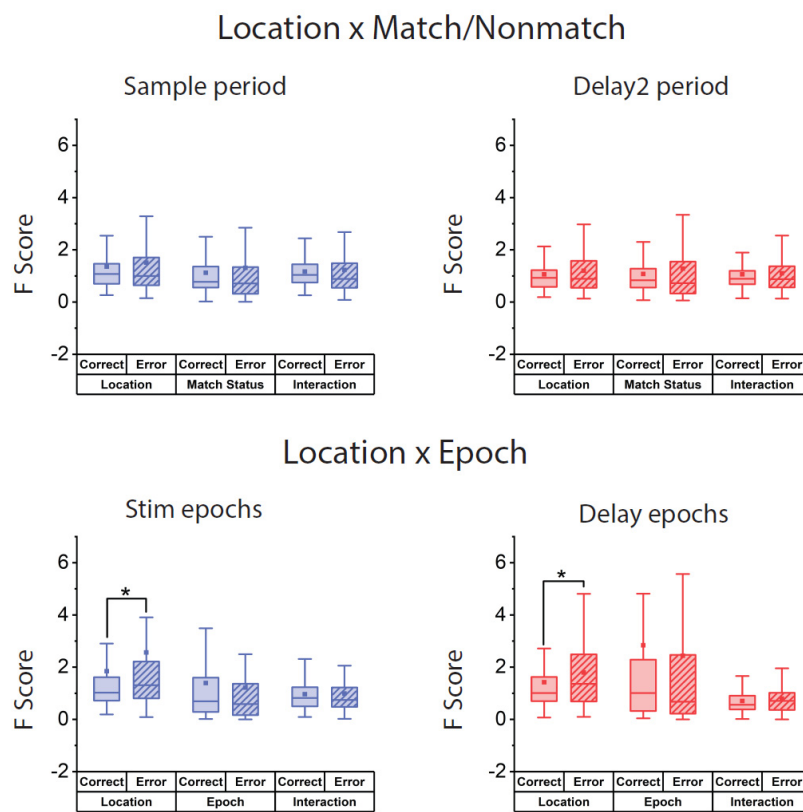 Location x Match/Nonmatch
Sample period
Delay2 period
6
4
2
0
-2
F Score
Correct Error Correct Error Correct Error
Location Match Status Interaction
6
4
2
0
-2
F Score
Correct Error Correct Error Correct Error
Location Match Status Interaction
Location x Epoch
Stim epochs
Delay epochs
6
4
2
0
-2
F Score
*
Correct Error Correct Error Correct Error
Location Epoch Interaction
6
4
2
0
-2
F Score
*
Correct Error Correct Error Correct Error
Location Epoch Interaction